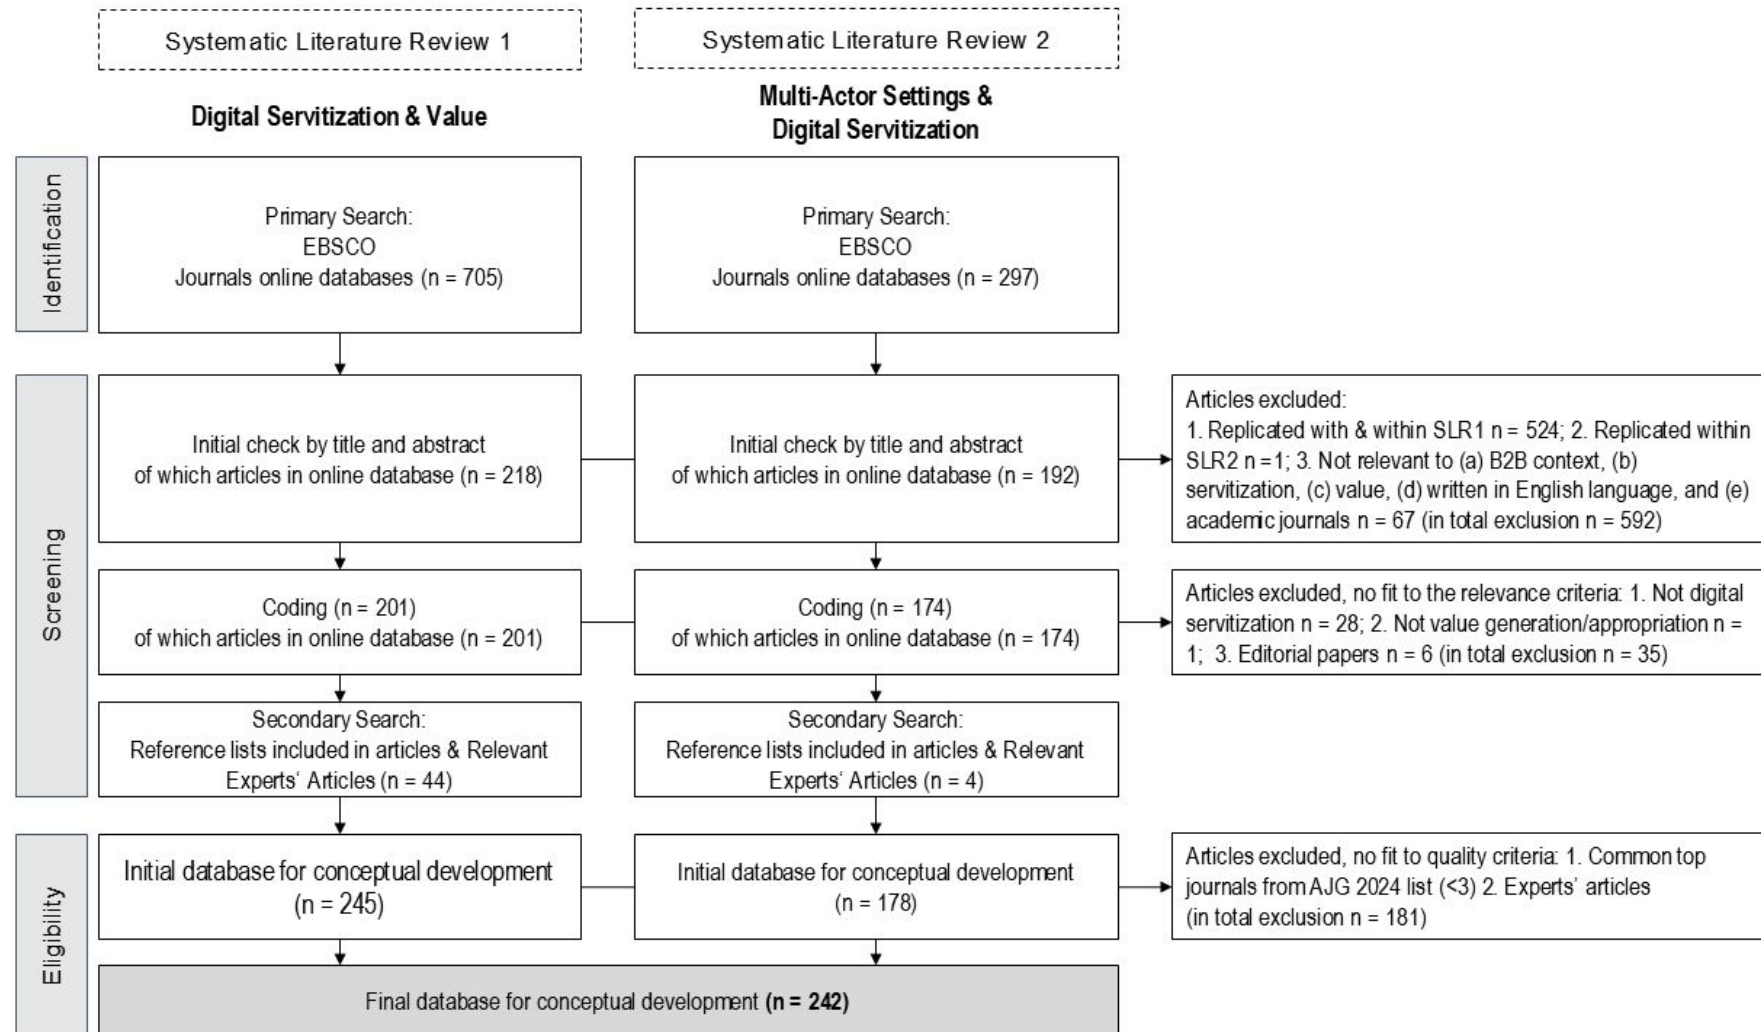 Systematic Literature Review 1
Systematic Literature Review 2
Digital Servitization & Value
Multi-Actor Settings &
Digital Servitization
Identification
Primary Search:
EBSCO
Journals online databases (n = 705)
Primary Search:
EBSCO
Journals online databases (n = 297)
Screening
Initial check by title and abstract
of which articles in online database (n = 218)
Initial check by title and abstract
of which articles in online database (n = 192)
Articles excluded:
1. Replicated with & within SLR1 n = 524; 2. Replicated within
SLR2 n =1; 3. Not relevant to (a) B2B context, (b)
servitization, (c) value, (d) written in English language, and (e)
academic journals n = 67 (in total exclusion n = 592)
Coding (n = 201)
of which articles in online database (n = 201)
Coding (n = 174)
of which articles in online database (n = 174)
Articles excluded, no fit to the relevance criteria: 1. Not digital
servitization n = 28; 2. Not value generation/appropriation n =
1; 3. Editorial papers n = 6 (in total exclusion n = 35)
Secondary Search:
Reference lists included in articles & Relevant
Experts‘ Articles (n = 44)
Secondary Search:
Reference lists included in articles & Relevant
Experts‘ Articles (n = 4)
Eligibility
Initial database for conceptual development
(n = 245)
Initial database for conceptual development
(n = 178)
Articles excluded, no fit to quality criteria: 1. Common top
journals from AJG 2024 list (<3) 2. Experts’ articles
(in total exclusion n = 181)
Final database for conceptual development (n = 242)